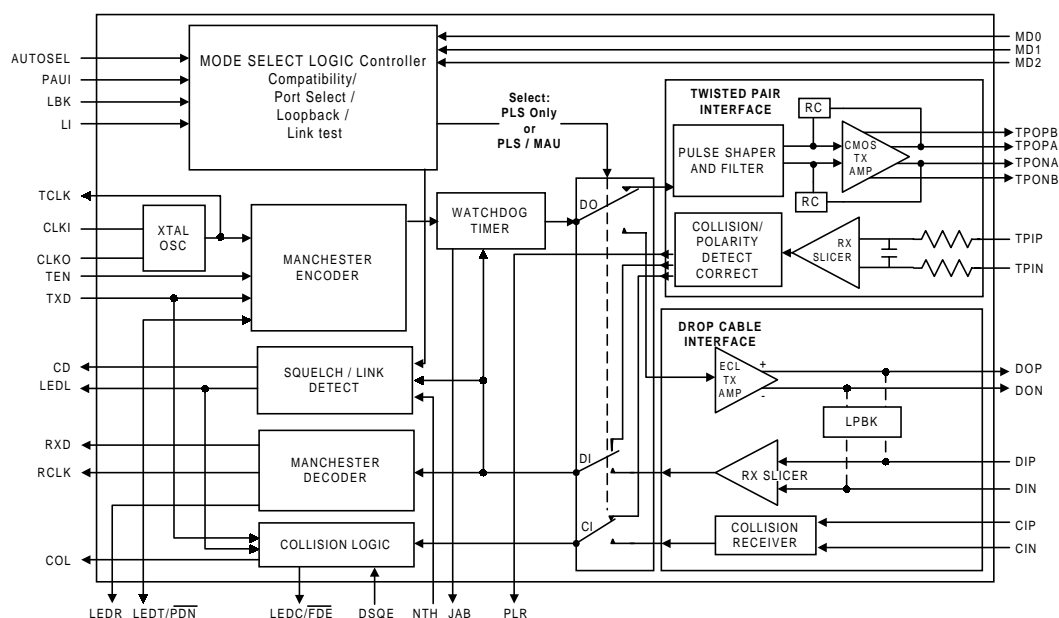 AUTOSEL
PAUI
LBK
LI
MODE SELECT LOGIC Controller
Compatibility/
Port Select /
Loopback /
Link test
MD0
MD1
MD2
Select:
PLS Only
or
PLS / MAU
TWISTED PAIR
INTERFACE
RC
PULSE SHAPER
AND FILTER
CMOS
TX
AMP
RC
TPOPB
TPOPA
TPONA
TPONB
TCLK
CLKI
CLKO
TEN
TXD
XTAL
OSC
MANCHESTER
ENCODER
WATCHDOG
TIMER
DO
COLLISION/
POLARITY
DETECT
CORRECT
RX
SLICER
TPIP
TPIN
DROP CABLE
INTERFACE
CD
LEDL
SQUELCH / LINK
DETECT
ECL
TX
AMP
+
-
DOP
DON
LPBK
RXD
RCLK
MANCHESTER
DECODER
DI
RX SLICER
DIP
DIN
COL
COLLISION LOGIC
CI
COLLISION
RECEIVER
CIP
CIN
LEDR
LEDT/PDN
LEDC/FDE
DSQE
NTH
JAB
PLR